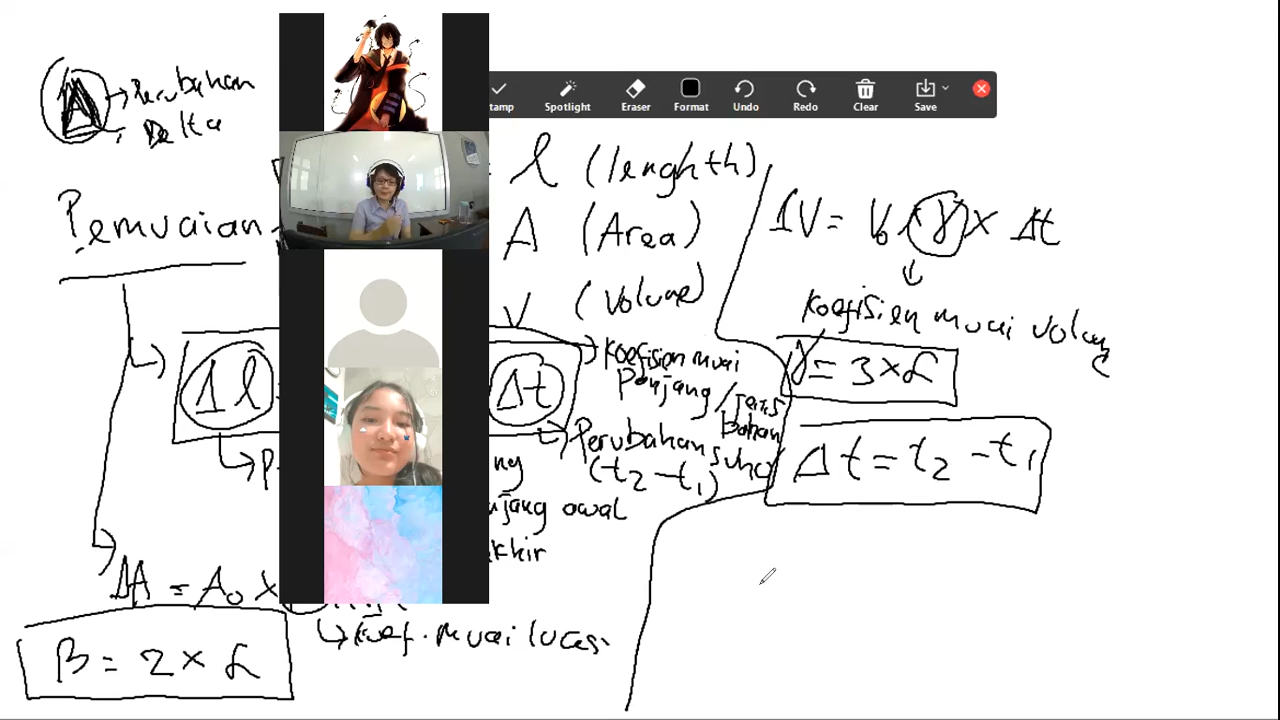 Δ → Perubahan
Delta
Stamp Spotlight Eraser Format Undo Redo Clear Save
= l (lenghth)
Pemuaian
A (Area)
V (Volume)
Δl
Δt
Koefisien muai
Panjang / jenis
bahan
Perubahan suhu
(t₂ - t₁)
ng
njang awal
akhir
ΔA = A₀ ×
↳ Koef. muai luas
β = 2 × α
ΔV = V₀ × γ × Δt
Koefisien muai volume
γ = 3 × α
Δt = t₂ - t₁